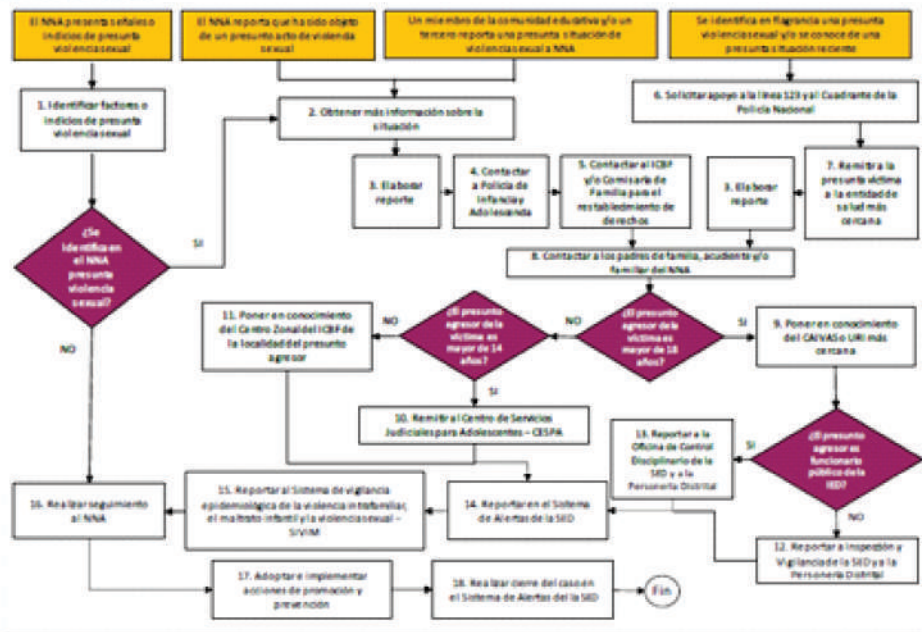 El NNA presenta señales o
indicios de presunta
violencia sexual
El NNA reporta que ha sido objeto
de un presunto acto de violencia
sexual
Un miembro de la comunidad educativa y/o un
tercero reporta una presunta situación de
violencia sexual a NNA
Se identifica en flagrancia una presunta
violencia sexual y/o se conoce de una
presunta situación reciente
1. Identificar factores o
indicios de presunta
violencia sexual
2. Obtener más información sobre la
situación
6. Solicitar apoyo a la línea 123 y al Cuadrante de la
Policía Nacional
3. Elaborar
reporte
4. Contactar
a Policía de
Infancia y
Adolescencia
5. Contactar al ICBF
y/o Comisaría de
Familia para el
restablecimiento de
derechos
3. Elaborar
reporte
7. Remitir a la
presunta víctima
a la entidad de
salud más
cercana
¿Se
identifica en
el NNA
presunta
violencia
sexual?
SI
NO
8. Contactar a los padres de familia, acudiente y/o
familiar del NNA
11. Poner en conocimiento
del Centro Zonal del ICBF de
la localidad del presunto
agresor
NO
¿El presunto
agresor de la
víctima es
mayor de 14
años?
NO
¿El presunto
agresor de la
víctima es
mayor de 18
años?
SI
9. Poner en conocimiento
del CAIVAS o URI más
cercana
SI
10. Remitir al Centro de Servicios
Judiciales para Adolescentes – CESPA
13. Reportar a la
Oficina de Control
Disciplinario de la
SED y a la
Personería Distrital
SI
¿El presunto
agresor es
funcionario
público de la
SED?
NO
16. Realizar seguimiento
al NNA
15. Reportar al Sistema de vigilancia
epidemiológica de la violencia intrafamiliar,
el maltrato infantil y la violencia sexual –
SIVIM
14. Reportar en el Sistema
de Alertas de la SED
12. Reportar a Inspección y
Vigilancia de la SED y a la
Personería Distrital
17. Adoptar e implementar
acciones de promoción y
prevención
18. Realizar cierre del caso en
el Sistema de Alertas del la SED
Fin